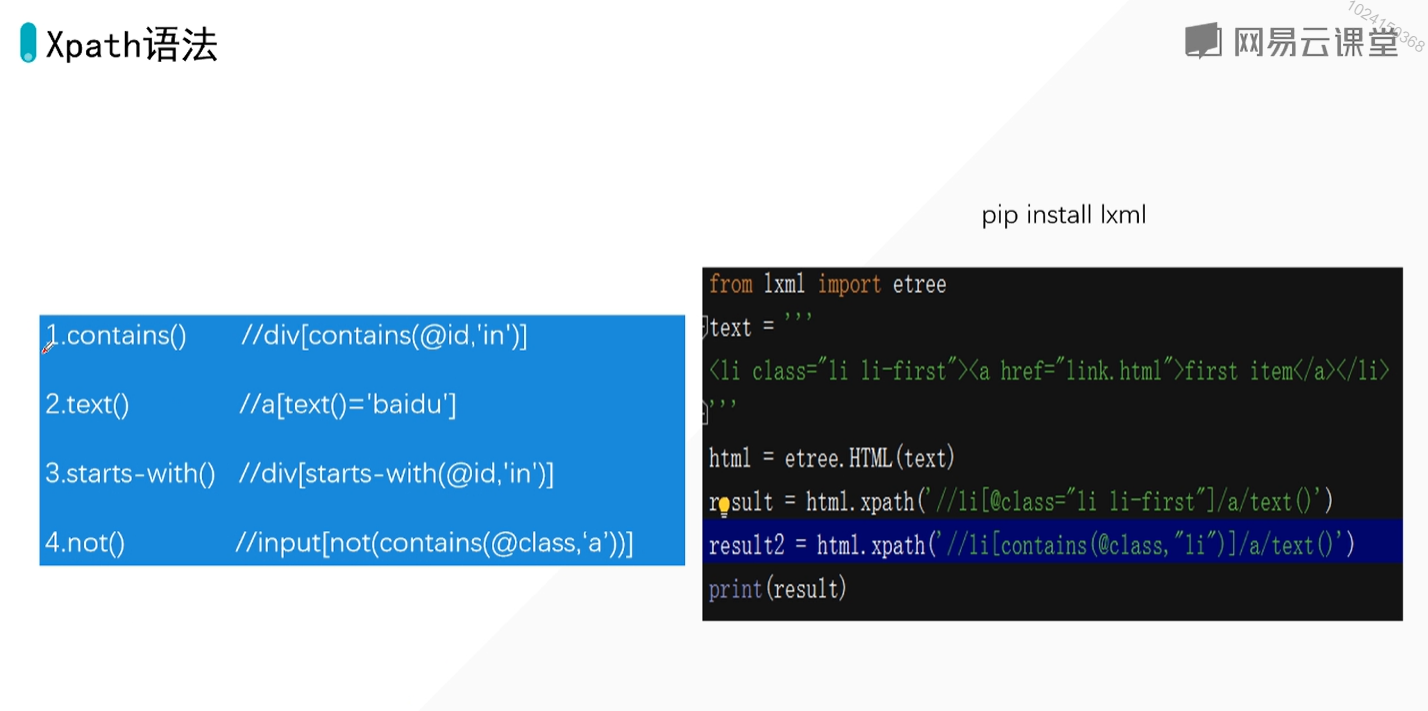 Xpath语法
网易云课堂
1024150368
pip install lxml
1.contains() //div[contains(@id,'in')]
2.text() //a[text()='baidu']
3.starts-with() //div[starts-with(@id,'in')]
4.not() //input[not(contains(@class,‘a’))]
from lxml import etree
text = '''
<li class="li li-first"><a href="link.html">first item</a></li>
'''
html = etree.HTML(text)
result = html.xpath('//li[@class="li li-first"]/a/text()')
result2 = html.xpath('//li[contains(@class,"li")]/a/text()')
print(result)